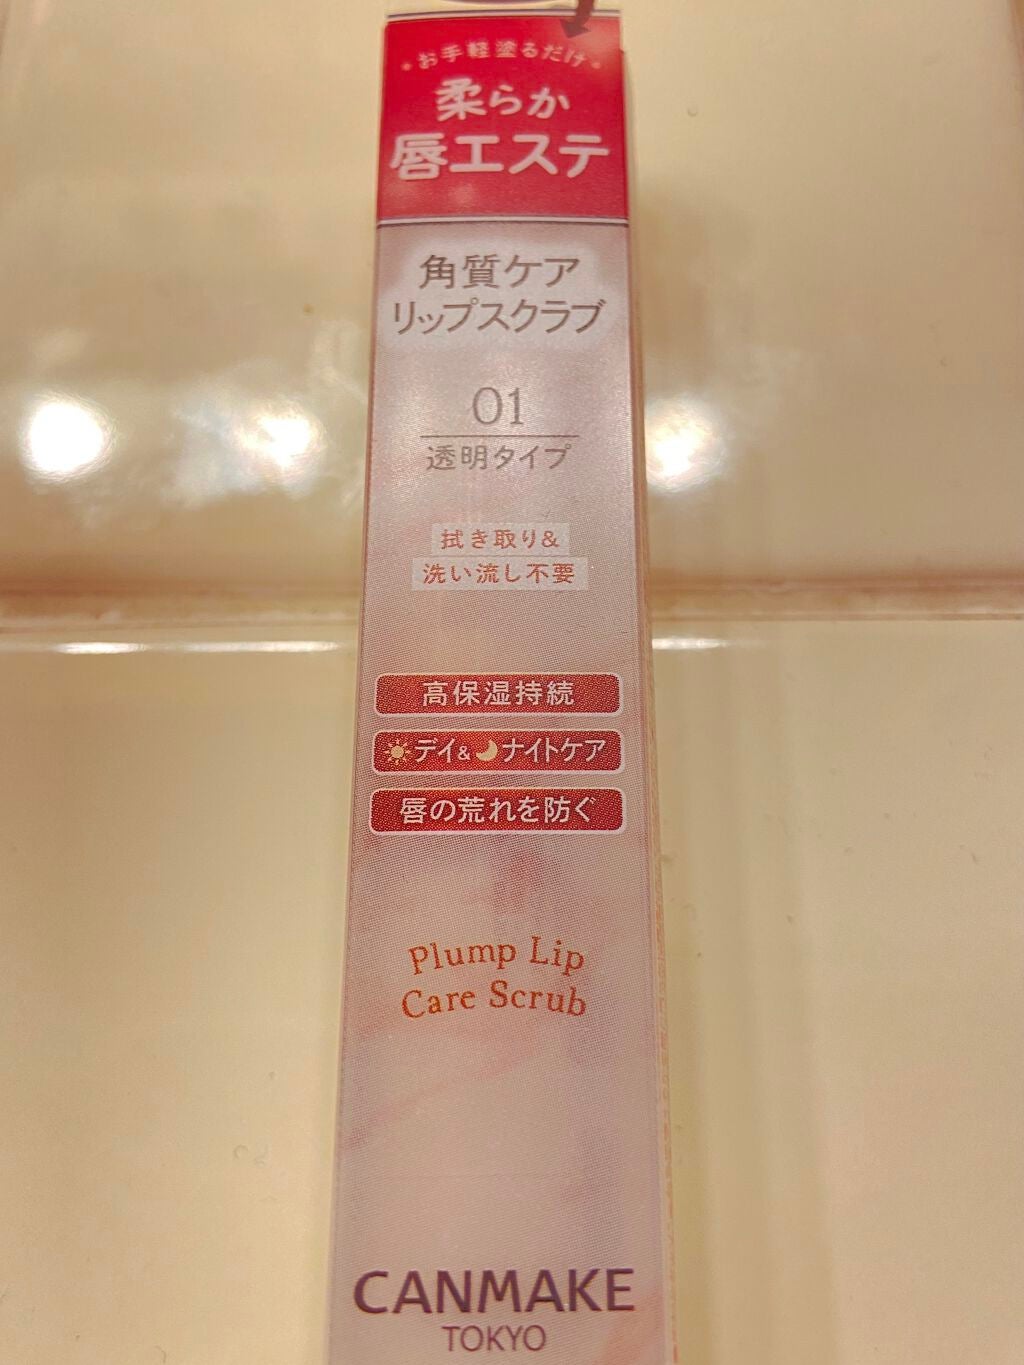 お手軽塗るだけ
柔らか
唇エステ
角質ケア
リップスクラブ
01
透明タイプ
拭き取り&
洗い流し不要
高保湿持続
デイ&ナイトケア
唇の荒れを防ぐ
Plump Lip
Care Scrub
CANMAKE
TOKYO